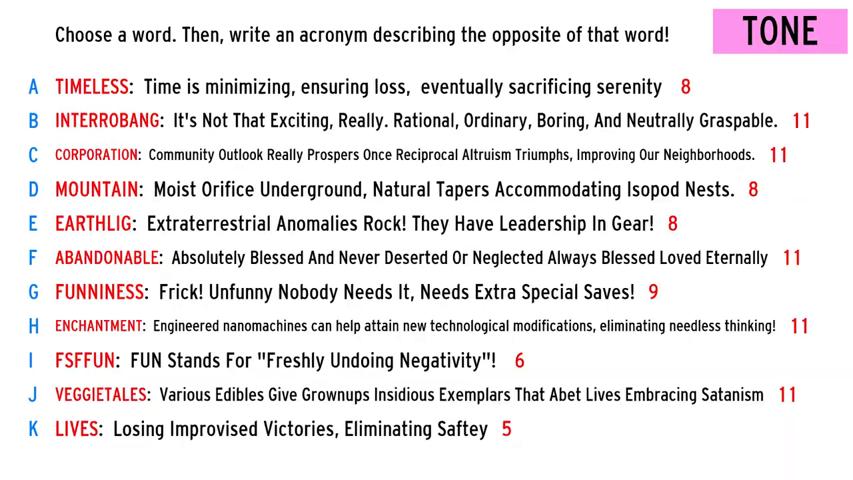 Choose a word. Then, write an acronym describing the opposite of that word!
TONE
A TIMELESS: Time is minimizing, ensuring loss, eventually sacrificing serenity 8
B INTERROBANG: It's Not That Exciting, Really. Rational, Ordinary, Boring, And Neutrally Graspable. 11
C CORPORATION: Community Outlook Really Prospers Once Reciprocal Altruism Triumphs, Improving Our Neighborhoods. 11
D MOUNTAIN: Moist Orifice Underground, Natural Tapers Accommodating Isopod Nests. 8
E EARTHLIG: Extraterrestrial Anomalies Rock! They Have Leadership In Gear! 8
F ABANDONABLE: Absolutely Blessed And Never Deserted Or Neglected Always Blessed Loved Eternally 11
G FUNNINESS: Frick! Unfunny Nobody Needs It, Needs Extra Special Saves! 9
H ENCHANTMENT: Engineered nanomachines can help attain new technological modifications, eliminating needless thinking! 11
I FSFFUN: FUN Stands For "Freshly Undoing Negativity"! 6
J VEGGIETALES: Various Edibles Give Grownups Insidious Exemplars That Abet Lives Embracing Satanism 11
K LIVES: Losing Improvised Victories, Eliminating Saftey 5